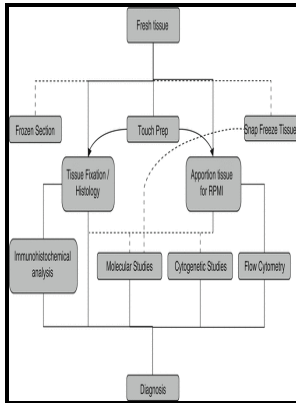 Fresh tissue
Frozen Section
Touch Prep
Snap Freeze Tissue
Tissue Fixation /
Histology
Apportion tissue
for RPMI
Immunohistochemical
analysis
Molecular Studies
Cytogenetic Studies
Flow Cytometry
Diagnosis